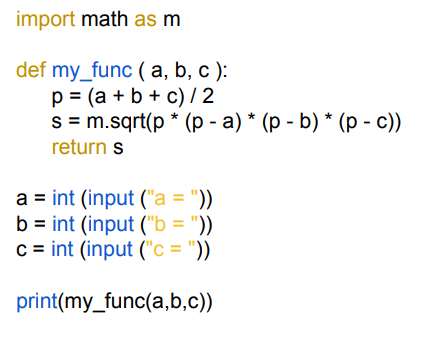 import math as m
def my_func ( a, b, c ):
p = (a + b + c) / 2
s = m.sqrt(p * (p - a) * (p - b) * (p - c))
return s
a = int (input ("a = "))
b = int (input ("b = "))
c = int (input ("c = "))
print(my_func(a,b,c))